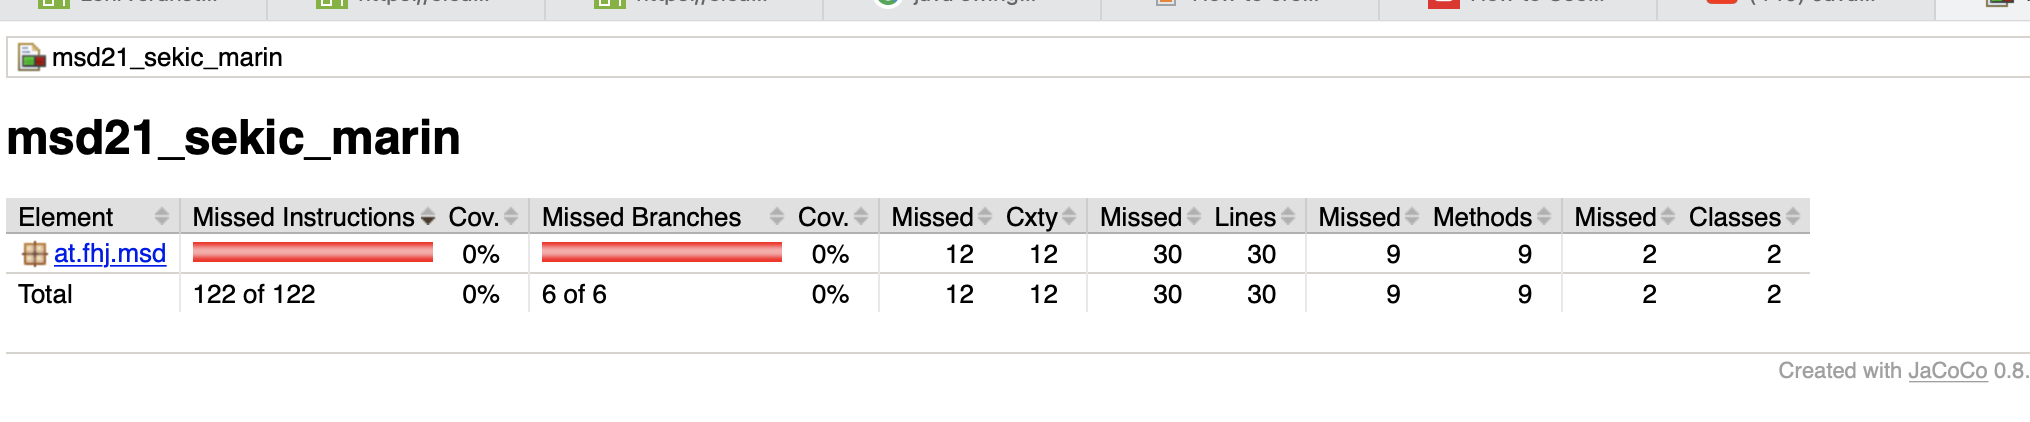 msd21_sekic_marin
msd21_sekic_marin
Element Missed Instructions Cov. Missed Branches Cov. Missed Cxty Missed Lines Missed Methods Missed Classes
at.fhj.msd 0% 0% 12 12 30 30 9 9 2 2
Total 122 of 122 0% 6 of 6 0% 12 12 30 30 9 9 2 2
Created with JaCoCo 0.8.